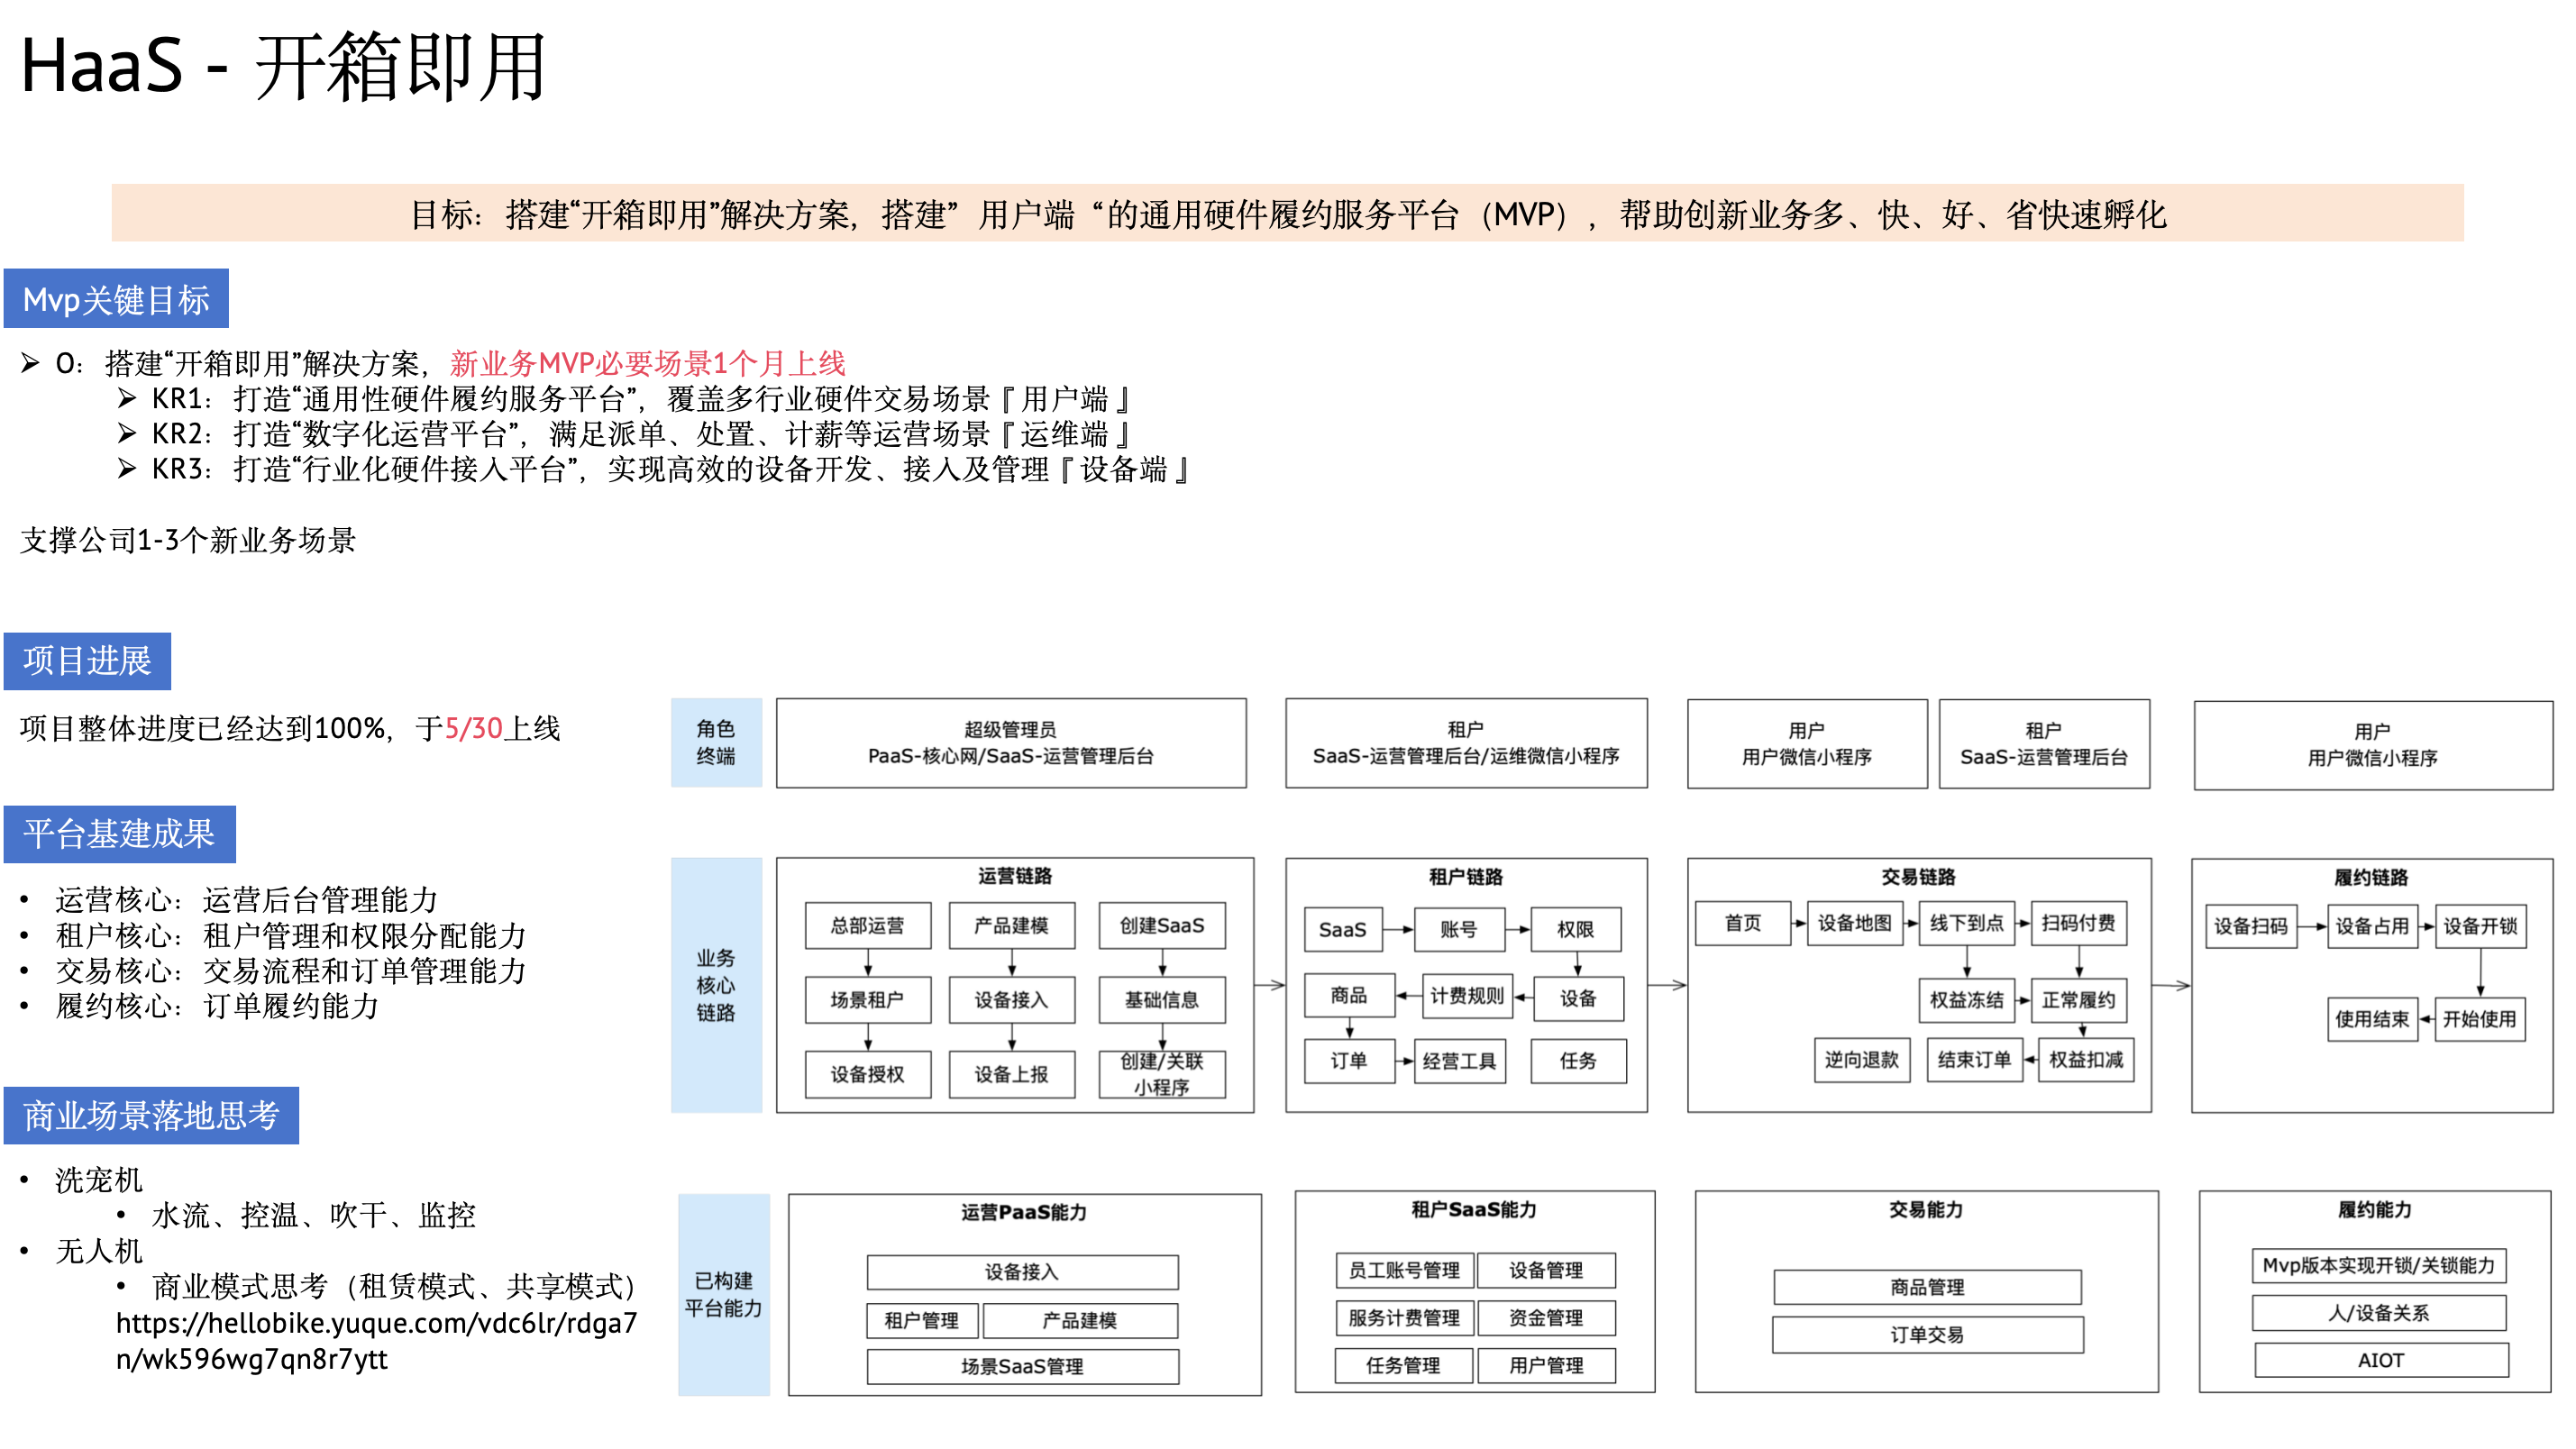 HaaS - 开箱即用
目标：搭建“开箱即用”解决方案，搭建”用户端“的通用硬件履约服务平台（MVP），帮助创新业务多、快、好、省快速孵化
Mvp关键目标
O：搭建“开箱即用”解决方案，新业务MVP必要场景1个月上线
KR1：打造“通用性硬件履约服务平台”，覆盖多行业硬件交易场景『用户端』
KR2：打造“数字化运营平台”，满足派单、处置、计薪等运营场景『运维端』
KR3：打造“行业化硬件接入平台”，实现高效的设备开发、接入及管理『设备端』
支撑公司1-3个新业务场景
项目进展
项目整体进度已经达到100%，于5/30上线
平台基建成果
• 运营核心：运营后台管理能力
• 租户核心：租户管理和权限分配能力
• 交易核心：交易流程和订单管理能力
• 履约核心：订单履约能力
商业场景落地思考
• 洗宠机
• 水流、控温、吹干、监控
• 无人机
• 商业模式思考（租赁模式、共享模式）
https://hellobike.yuque.com/vdc6lr/rdga7
n/wk596wg7qn8r7ytt
角色
终端
超级管理员
PaaS-核心网/SaaS-运营管理后台
租户
SaaS-运营管理后台/运维微信小程序
用户
用户微信小程序
租户
SaaS-运营管理后台
用户
用户微信小程序
业务
核心
链路
运营链路
总部运营
产品建模
创建SaaS
场景租户
设备接入
基础信息
设备授权
设备上报
创建/关联
小程序
租户链路
SaaS
账号
权限
商品
计费规则
设备
订单
经营工具
任务
交易链路
首页
设备地图
线下到点
扫码付费
权益冻结
正常履约
逆向退款
结束订单
权益扣减
履约链路
设备扫码
设备占用
设备开锁
使用结束
开始使用
已构建
平台能力
运营PaaS能力
设备接入
租户管理
产品建模
场景SaaS管理
租户SaaS能力
员工账号管理
设备管理
服务计费管理
资金管理
任务管理
用户管理
交易能力
商品管理
订单交易
履约能力
Mvp版本实现开锁/关锁能力
人/设备关系
AIOT